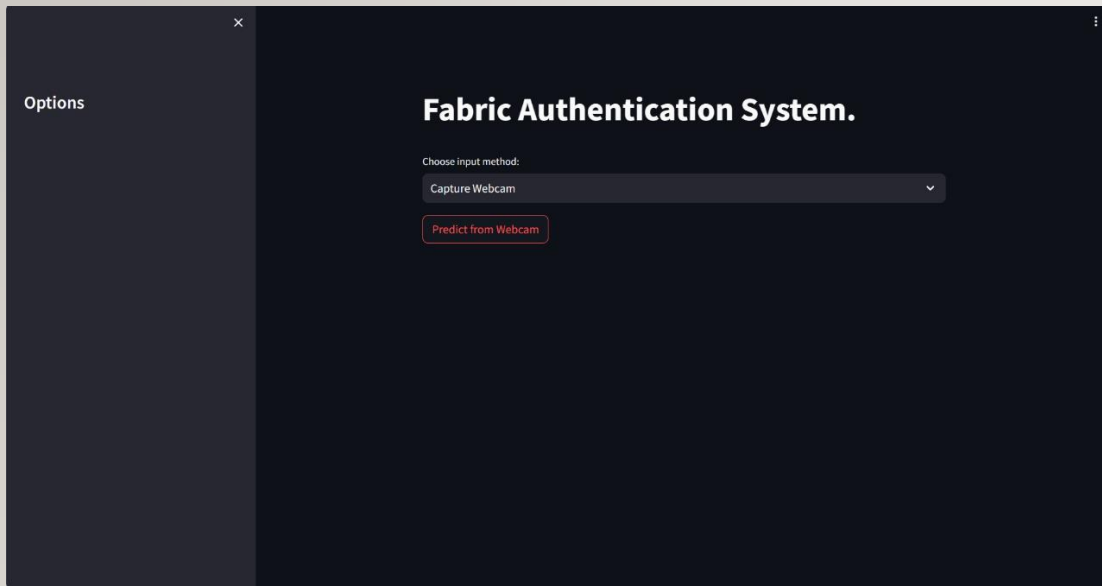 Options
Fabric Authentication System.
Choose input method:
Capture Webcam
Predict from Webcam